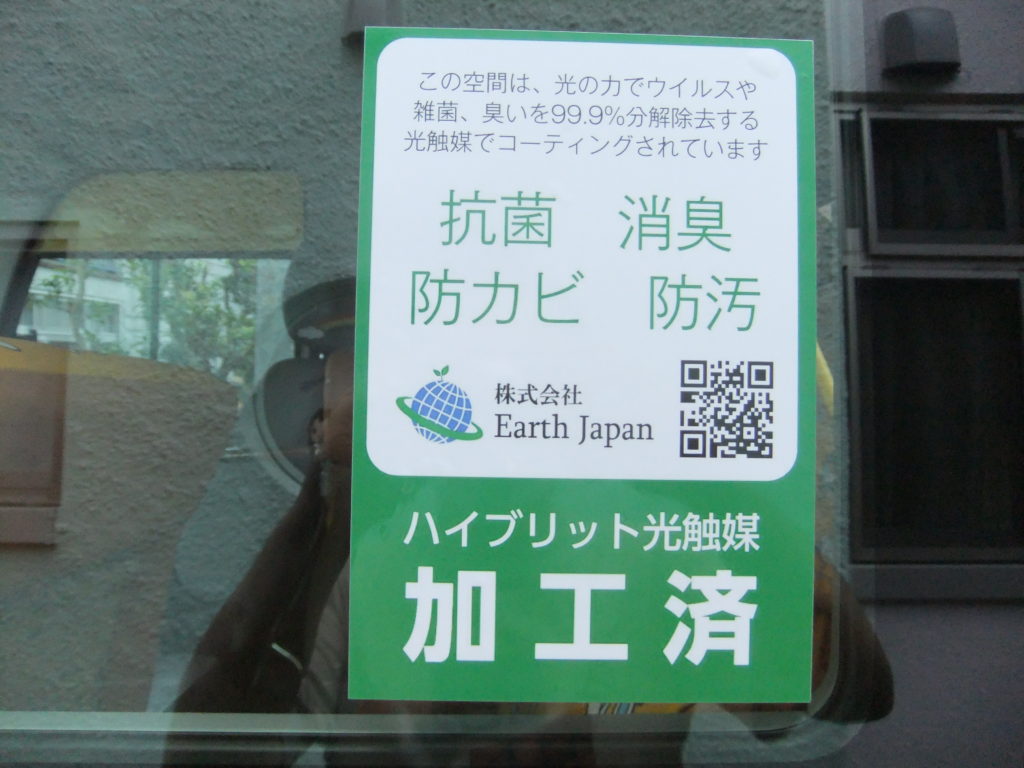 この空間は、光の力でウイルスや
雑菌、臭いを99.9%分解除去する
光触媒でコーティングされています
抗菌 消臭
防カビ 防汚
株式会社
Earth Japan
ハイブリット光触媒
加工済